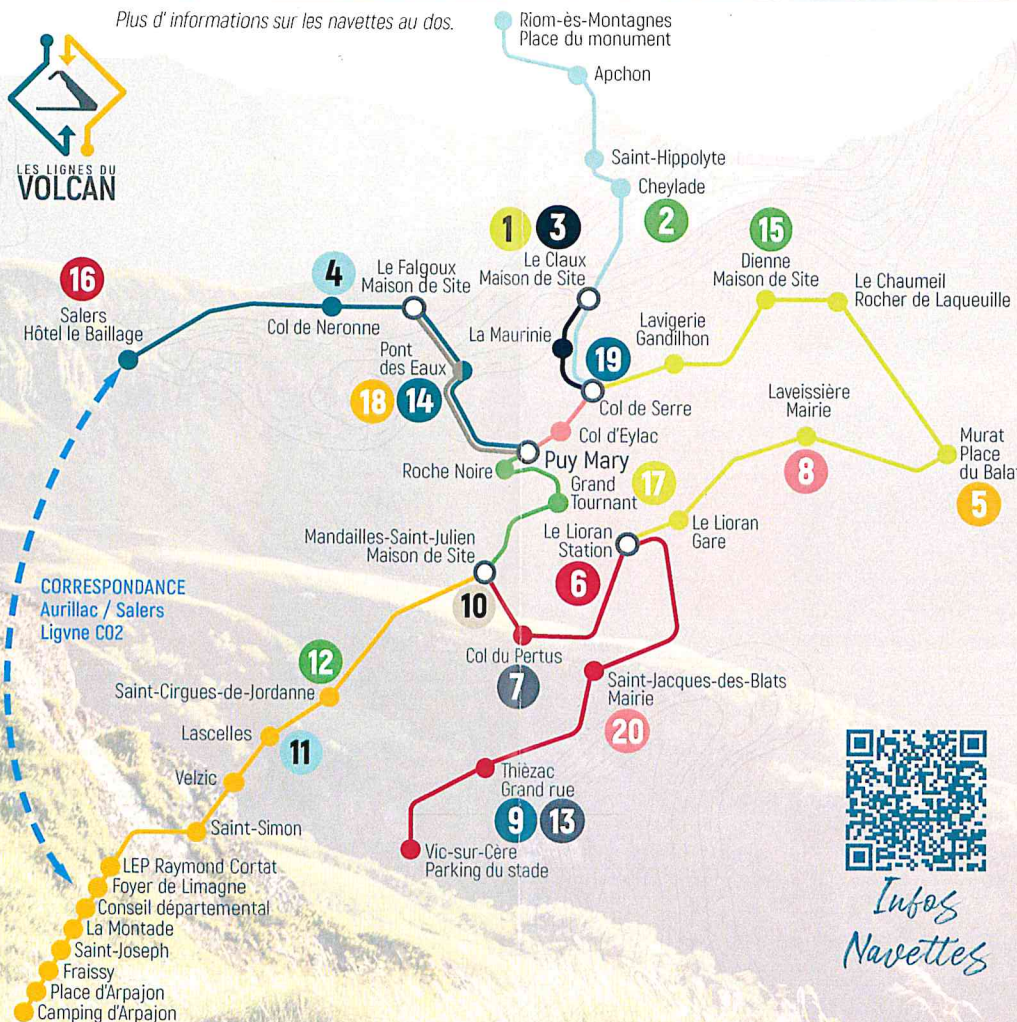 Plus d' informations sur les navettes au dos.
LES LIGNES DU
VOLCAN
Riom-ès-Montagnes
Place du monument
Apchon
Saint-Hippolyte
Cheylade
2
1
3
Le Claux
Maison de Site
La Maurinie
15
Dienne
Maison de Site
Le Chaumeil
Rocher de Laqueuille
16
Salers
Hôtel le Baillage
4
Col de Neronne
Le Falgoux
Maison de Site
Pont
des Eaux
18
14
Lavigerie
Gandilhon
19
Col de Serre
Col d'Eylac
Puy Mary
Roche Noire
Grand
Tournant
Laveissière
Mairie
8
Murat
Place
du Balat
5
17
Le Lioran
Gare
Le Lioran
Station
6
Mandailles-Saint-Julien
Maison de Site
10
CORRESPONDANCE
Aurillac / Salers
Ligvne C02
Col du Pertus
7
12
Saint-Cirgues-de-Jordanne
Saint-Jacques-des-Blats
Mairie
20
Lascelles
11
Velzic
Thièzac
Grand rue
9
13
Saint-Simon
Vic-sur-Cère
Parking du stade
LEP Raymond Cortat
Foyer de Limagne
Conseil départemental
La Montade
Saint-Joseph
Fraissy
Place d'Arpajon
Camping d'Arpajon
Infos
Navettes